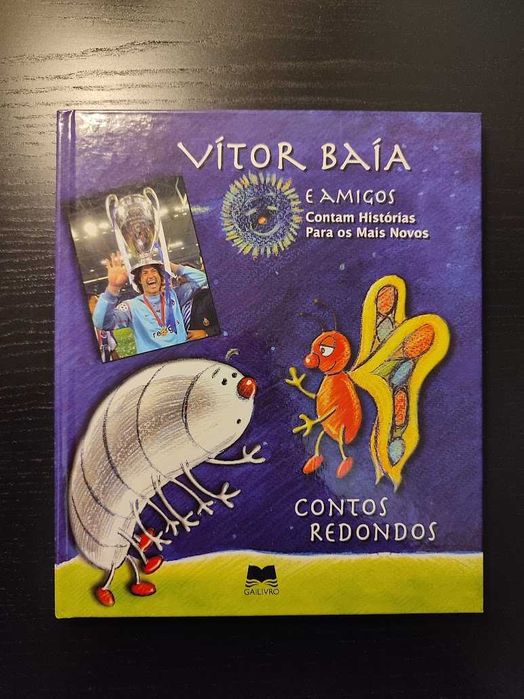 VÍTOR BAÍA
E AMIGOS
Contam Histórias
Para os Mais Novos
CONTOS
REDONDOS
GAILIVRO